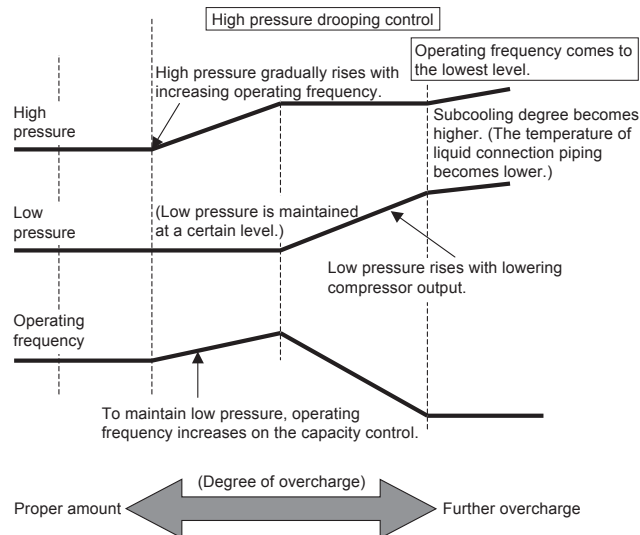 High pressure drooping control
Operating frequency comes to
the lowest level.
High pressure gradually rises with
increasing operating frequency.
High
pressure
Subcooling degree becomes
higher. (The temperature of
liquid connection piping
becomes lower.)
Low
pressure
(Low pressure is maintained
at a certain level.)
Low pressure rises with lowering
compressor output.
Operating
frequency
To maintain low pressure, operating
frequency increases on the capacity control.
(Degree of overcharge)
Proper amount
Further overcharge